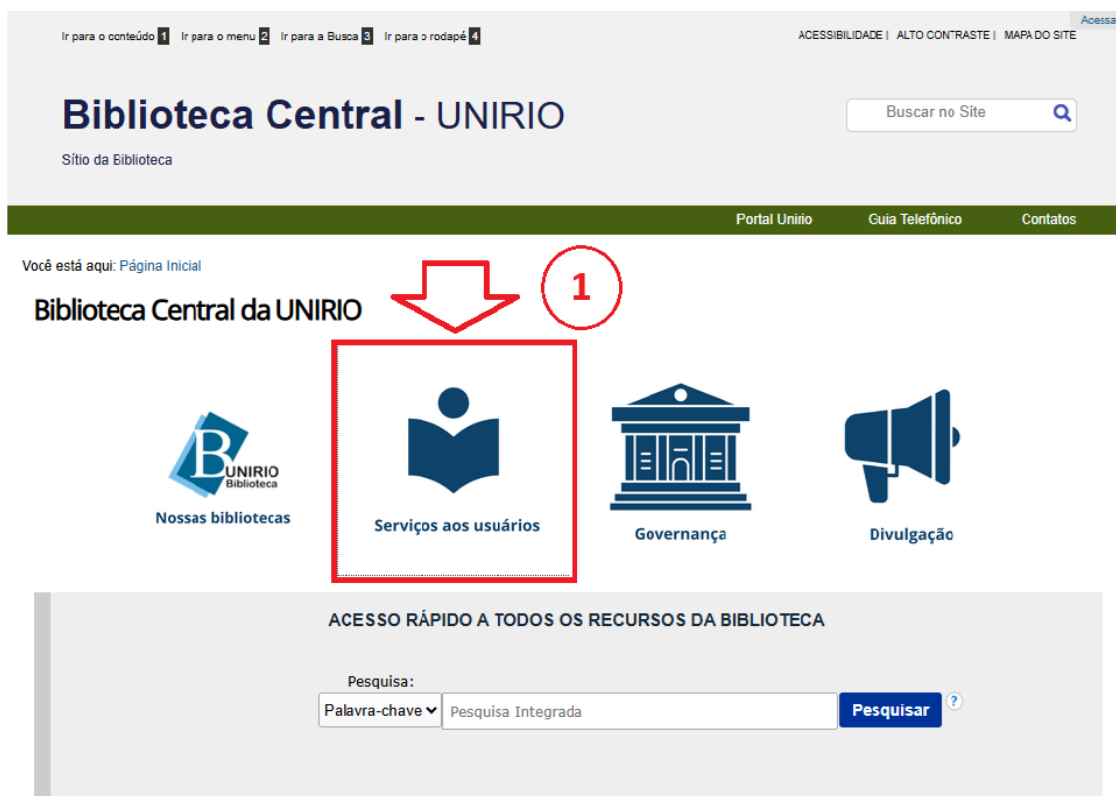 Acessa
Ir para o conteúdo 1 Ir para o menu 2 Ir para a Busca 3 Ir para o rodapé 4
ACESSIBILIDADE | ALTO CONTRASTE | MAPA DO SITE
Biblioteca Central - UNIRIO
Buscar no Site
Sítio da Biblioteca
Portal Unirio Guia Telefônico Contatos
Você está aqui: Página Inicial
1
Biblioteca Central da UNIRIO
B UNIRIO
Biblioteca
Nossas bibliotecas
Serviços aos usuários
Governança
Divulgação
ACESSO RÁPIDO A TODOS OS RECURSOS DA BIBLIOTECA
Pesquisa:
Palavra-chave Pesquisa Integrada Pesquisar ?